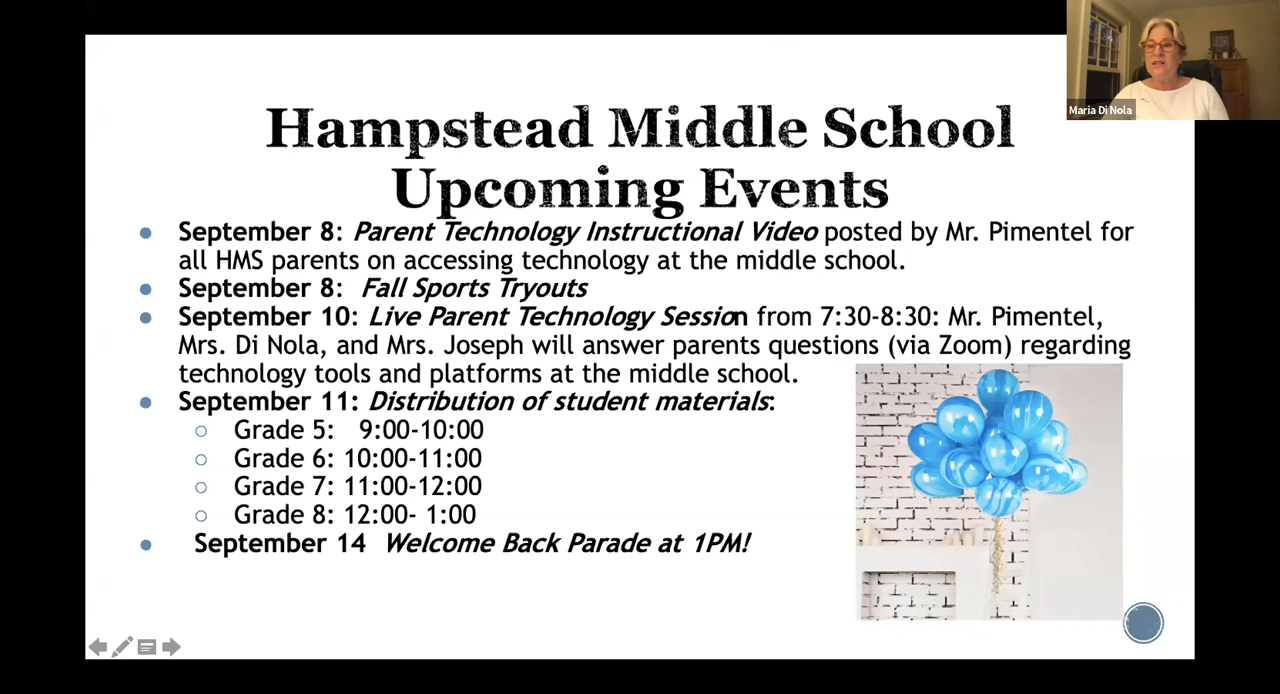 Maria Di Nola
Hampstead Middle School
Upcoming Events
September 8: Parent Technology Instructional Video posted by Mr. Pimentel for
all HMS parents on accessing technology at the middle school.
September 8: Fall Sports Tryouts
September 10: Live Parent Technology Session from 7:30-8:30: Mr. Pimentel,
Mrs. Di Nola, and Mrs. Joseph will answer parents questions (via Zoom) regarding
technology tools and platforms at the middle school.
September 11: Distribution of student materials:
Grade 5: 9:00-10:00
Grade 6: 10:00-11:00
Grade 7: 11:00-12:00
Grade 8: 12:00- 1:00
September 14 Welcome Back Parade at 1PM!